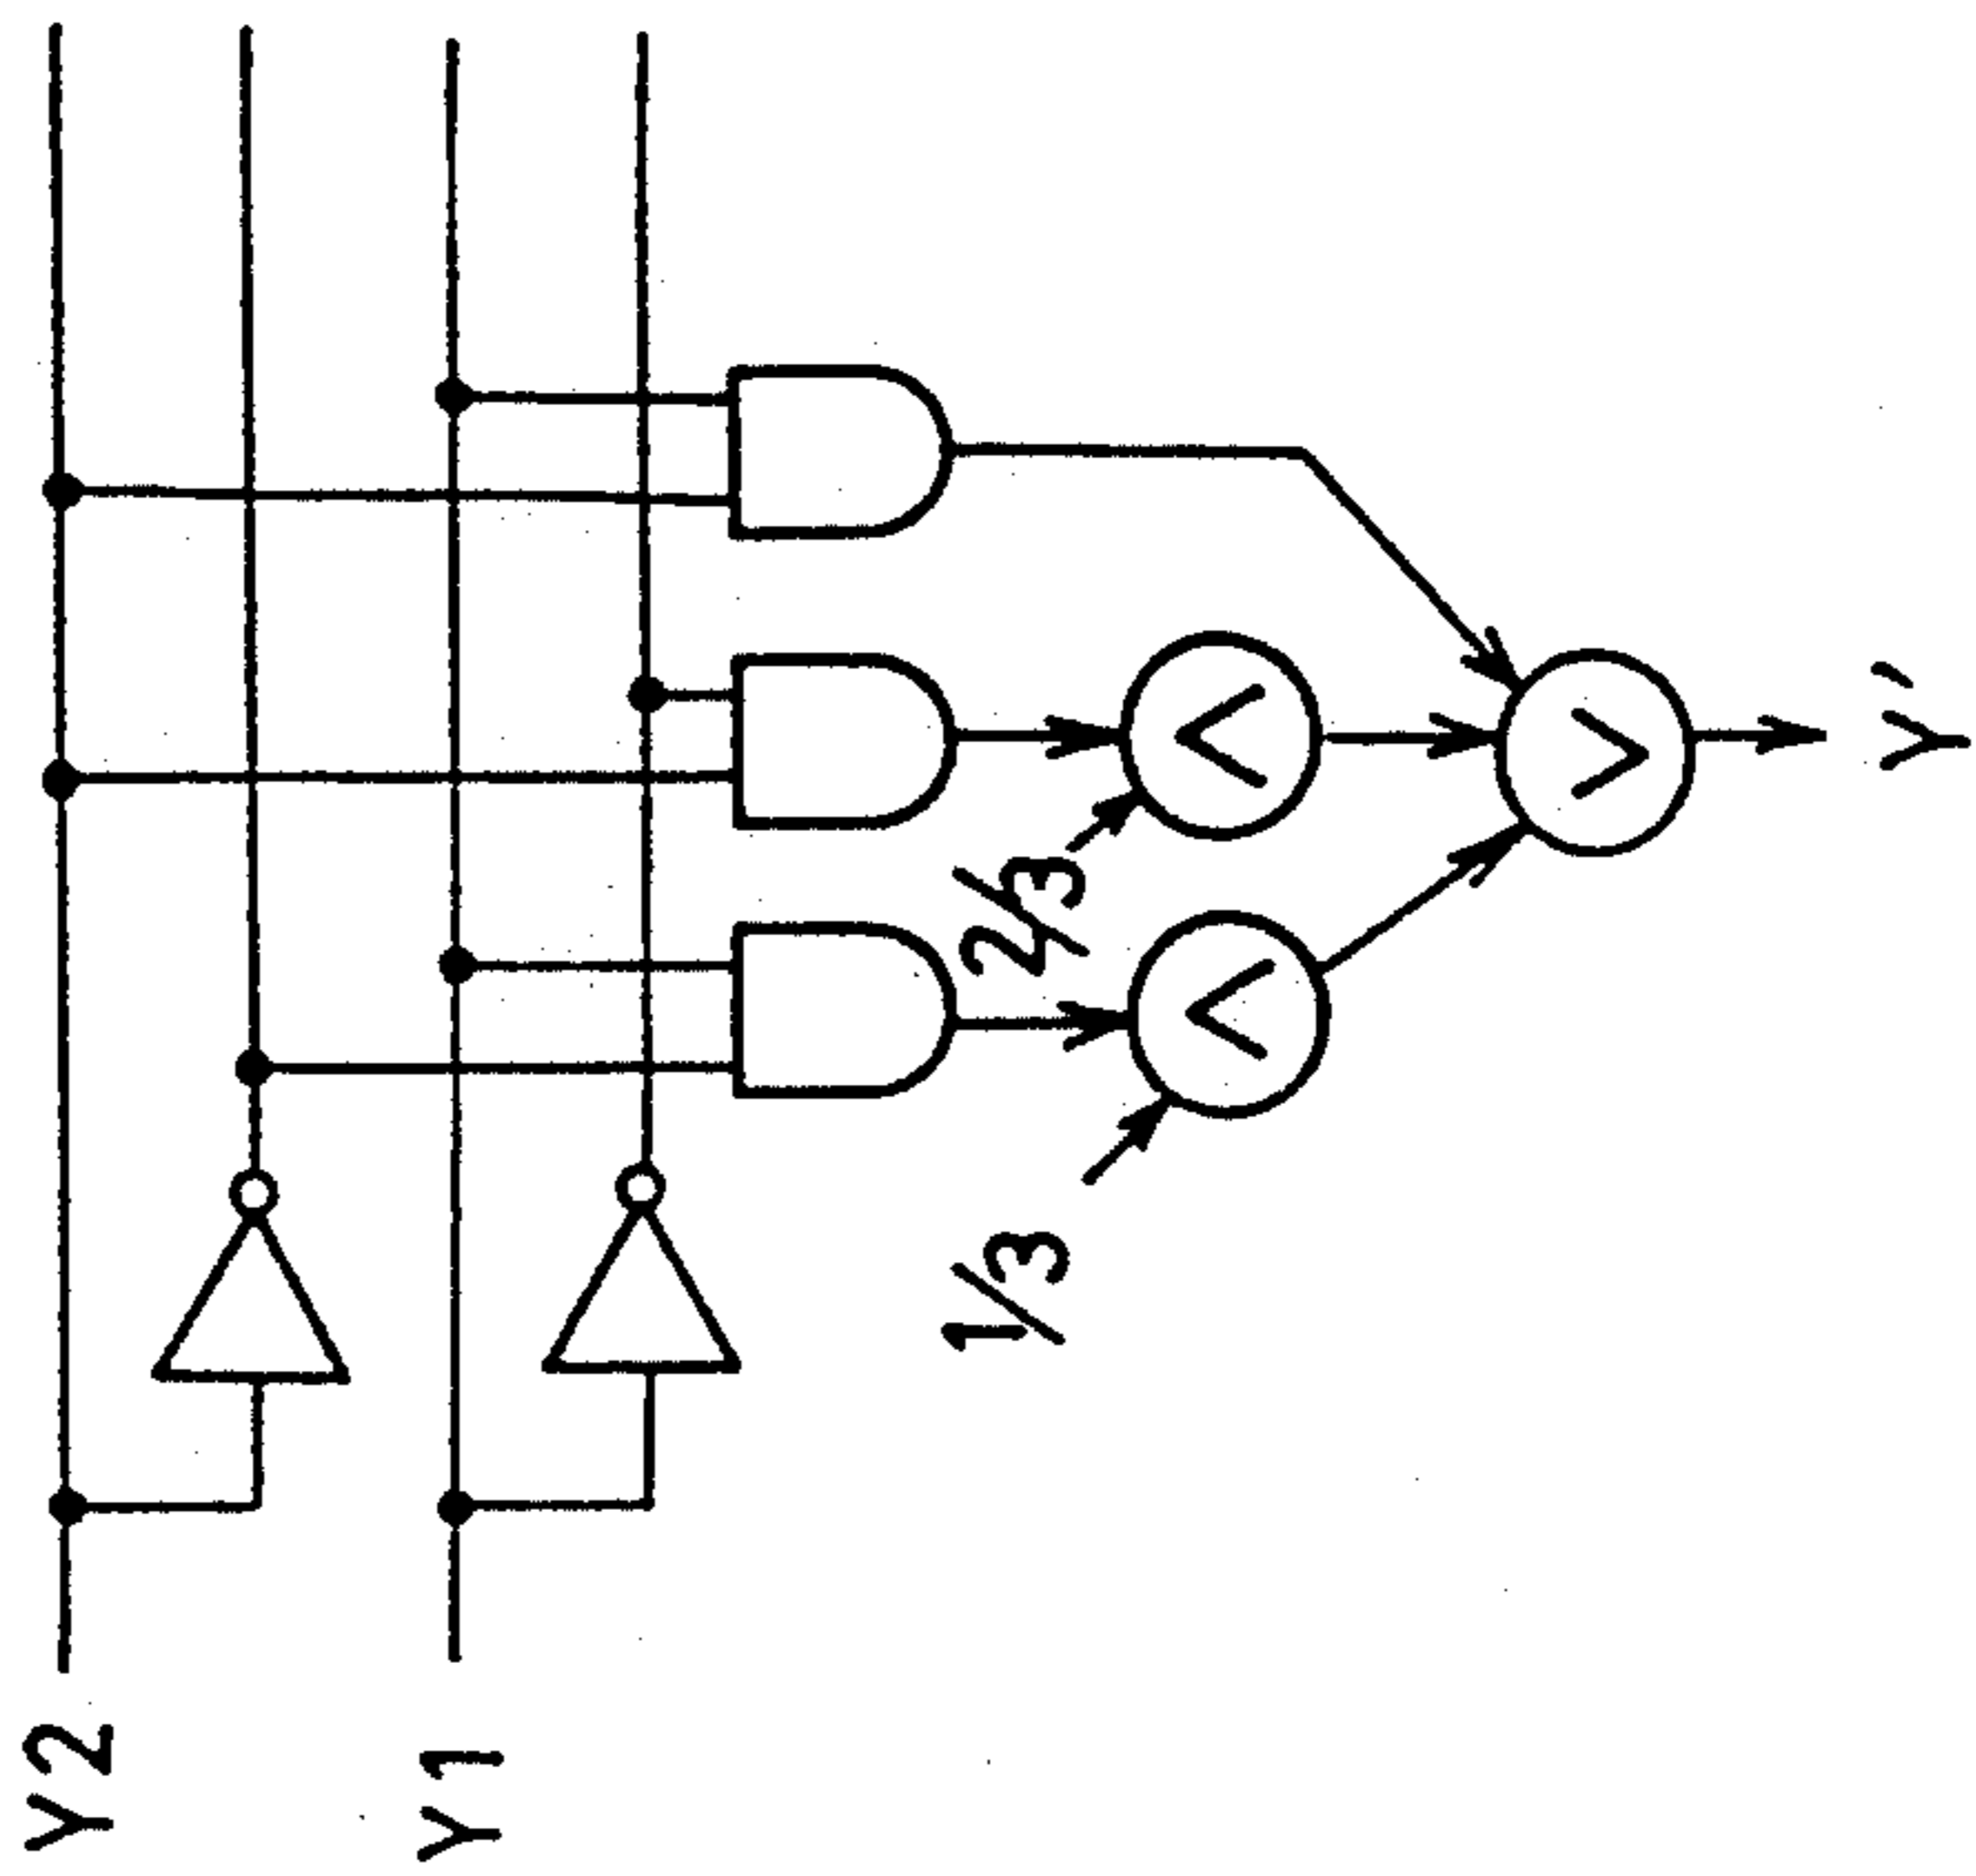 Y2
Y1
1/3 2/3
∧ ∧
∨
Y'